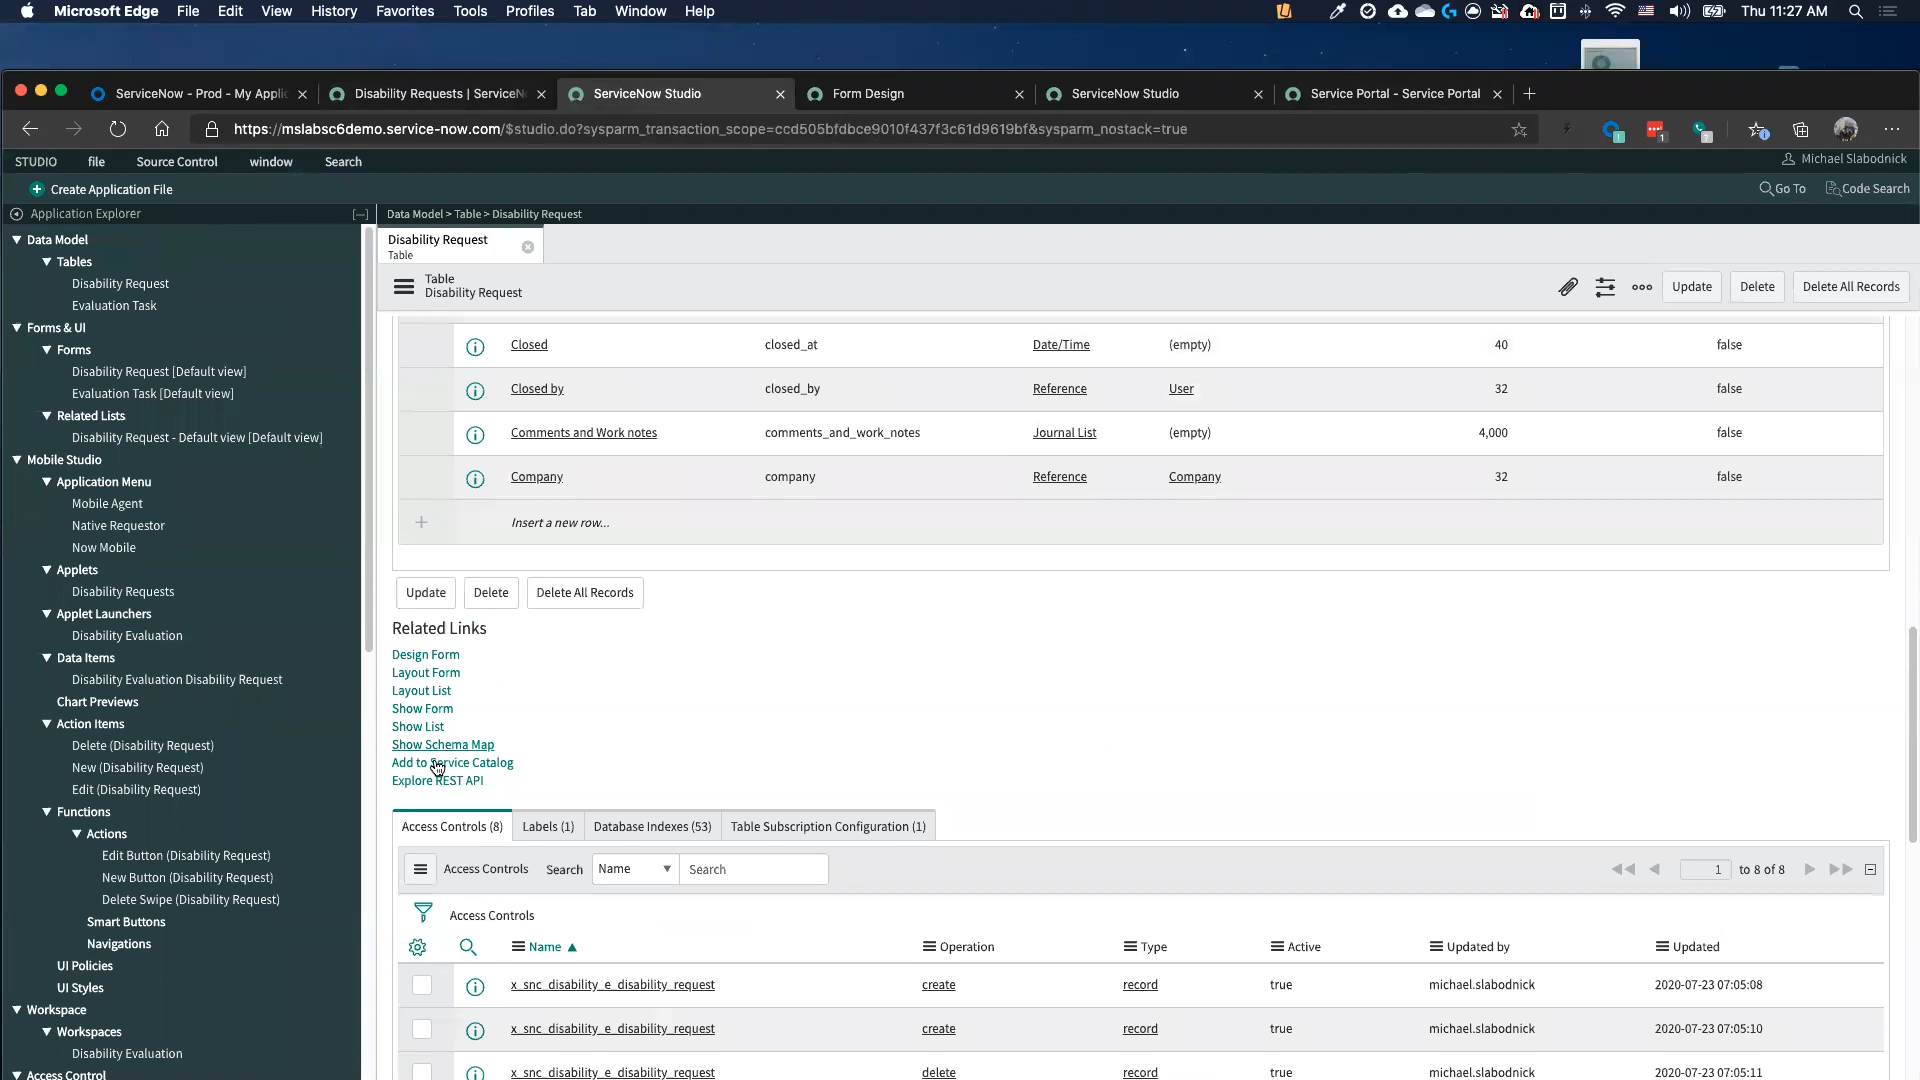 Microsoft Edge File Edit View History Favorites Tools Profiles Tab Window Help Thu 11:27 AM
ServiceNow - Prod - My Applic Disability Requests | ServiceN ServiceNow Studio Form Design ServiceNow Studio Service Portal - Service Portal
https://mslabsc6demo.service-now.com/$studio.do?sysparm_transaction_scope=ccd505bfdbce9010f437f3c61d9619bf&sysparm_nostack=true
STUDIO file Source Control window Search Michael Slabodnick
Create Application File Go To Code Search
Application Explorer [—] Data Model > Table > Disability Request
Data Model
Tables
Disability Request
Evaluation Task
Forms & UI
Forms
Disability Request [Default view]
Evaluation Task [Default view]
Related Lists
Disability Request - Default view [Default view]
Mobile Studio
Application Menu
Mobile Agent
Native Requestor
Now Mobile
Applets
Disability Requests
Applet Launchers
Disability Evaluation
Data Items
Disability Evaluation Disability Request
Chart Previews
Action Items
Delete (Disability Request)
New (Disability Request)
Edit (Disability Request)
Functions
Actions
Edit Button (Disability Request)
New Button (Disability Request)
Delete Swipe (Disability Request)
Smart Buttons
Navigations
UI Policies
UI Styles
Workspace
Workspaces
Disability Evaluation
Access Control
Disability Request
Table
Table
Disability Request
Update Delete Delete All Records
Closed closed_at Date/Time (empty) 40 false
Closed by closed_by Reference User 32 false
Comments and Work notes comments_and_work_notes Journal List (empty) 4,000 false
Company company Reference Company 32 false
Insert a new row...
Update Delete Delete All Records
Related Links
Design Form
Layout Form
Layout List
Show Form
Show List
Show Schema Map
Add to Service Catalog
Explore REST API
Access Controls (8) Labels (1) Database Indexes (53) Table Subscription Configuration (1)
Access Controls Search Name Search 1 to 8 of 8
Access Controls
Name Operation Type Active Updated by Updated
x_snc_disability_e_disability_request create record true michael.slabodnick 2020-07-23 07:05:08
x_snc_disability_e_disability_request create record true michael.slabodnick 2020-07-23 07:05:10
x_snc_disability_e_disability_request delete record true michael.slabodnick 2020-07-23 07:05:11